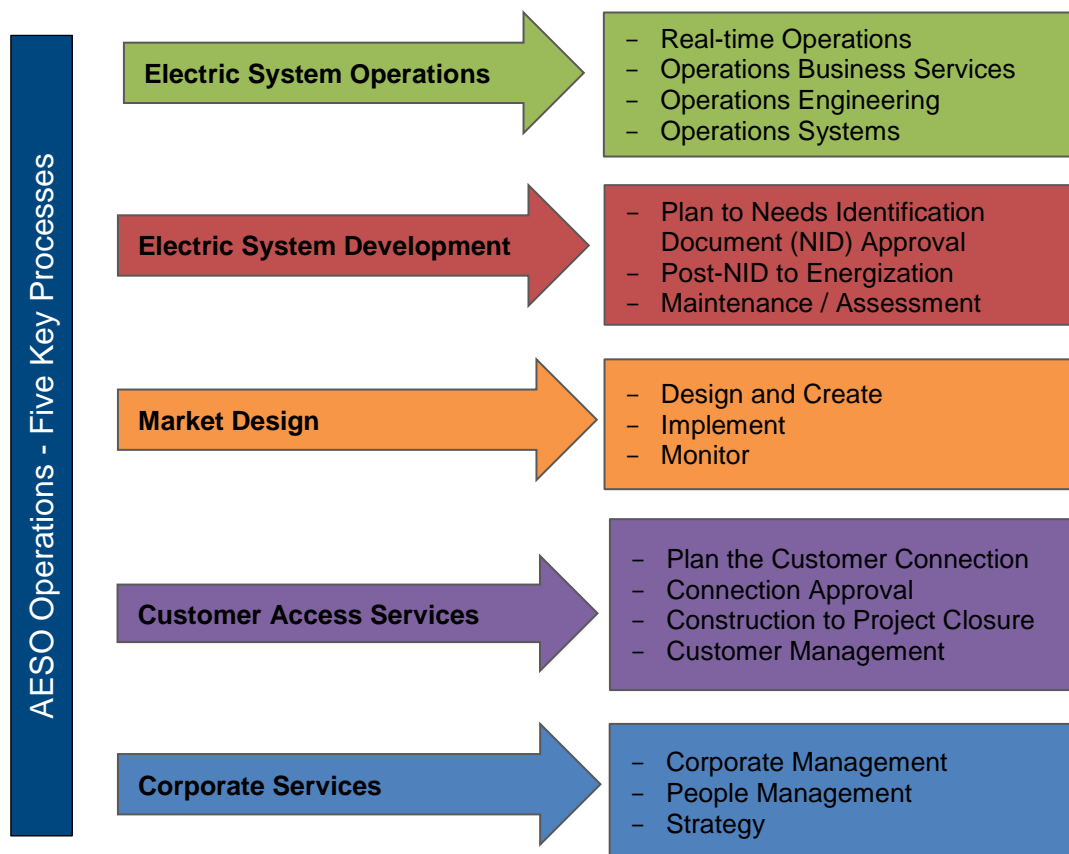 AESO Operations - Five Key Processes
Electric System Operations
– Real-time Operations
– Operations Business Services
– Operations Engineering
– Operations Systems
Electric System Development
– Plan to Needs Identification
Document (NID) Approval
– Post-NID to Energization
– Maintenance / Assessment
Market Design
– Design and Create
– Implement
– Monitor
Customer Access Services
– Plan the Customer Connection
– Connection Approval
– Construction to Project Closure
– Customer Management
Corporate Services
– Corporate Management
– People Management
– Strategy